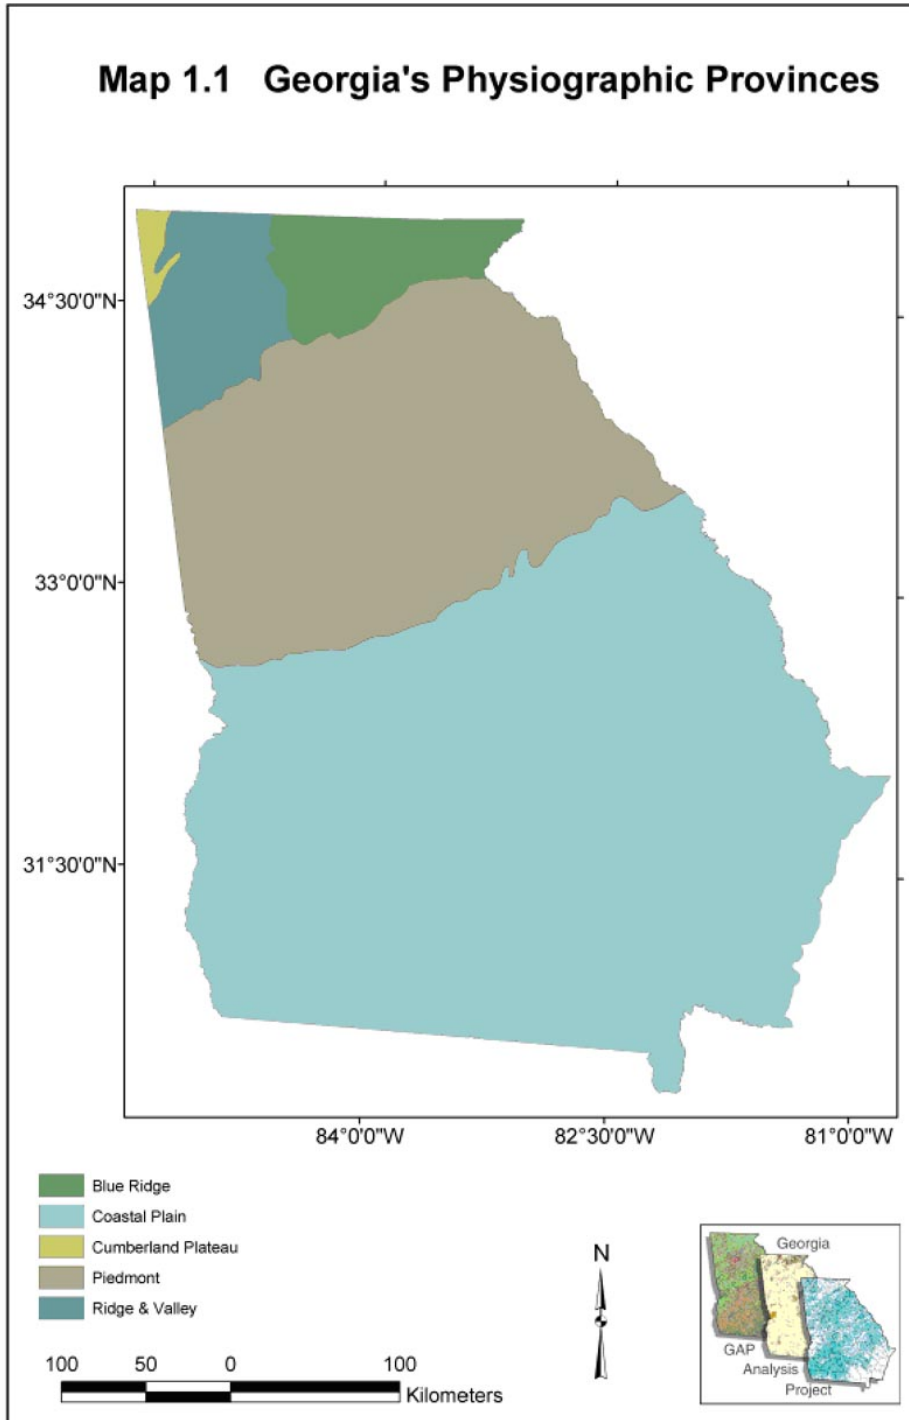 Map 1.1 Georgia's Physiographic Provinces
34°30'0"N
33°0'0"N
31°30'0"N
84°0'0"W 82°30'0"W 81°0'0"W
Blue Ridge
Coastal Plain
Cumberland Plateau
Piedmont
Ridge & Valley
N
100 50 0 100
Kilometers
Georgia
GAP
Analysis
Project